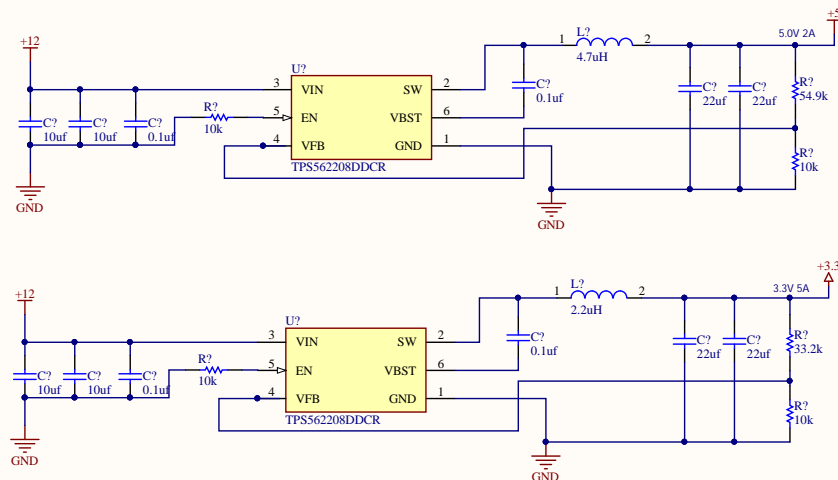 +12
C?
10uf
C?
10uf
C?
0.1uf
GND
R?
10k
U?
3
VIN
5
EN
4
VFB
SW
2
VBST
6
GND
1
TPS562208DDCR
C?
0.1uf
1
L?
2
4.7uH
C?
22uf
C?
22uf
5.0V 2A
+5
R?
54.9k
R?
10k
GND
+12
C?
10uf
C?
10uf
C?
0.1uf
GND
R?
10k
U?
3
VIN
5
EN
4
VFB
SW
2
VBST
6
GND
1
TPS562208DDCR
C?
0.1uf
1
L?
2
2.2uH
C?
22uf
C?
22uf
3.3V 5A
+3.3
R?
33.2k
R?
10k
GND